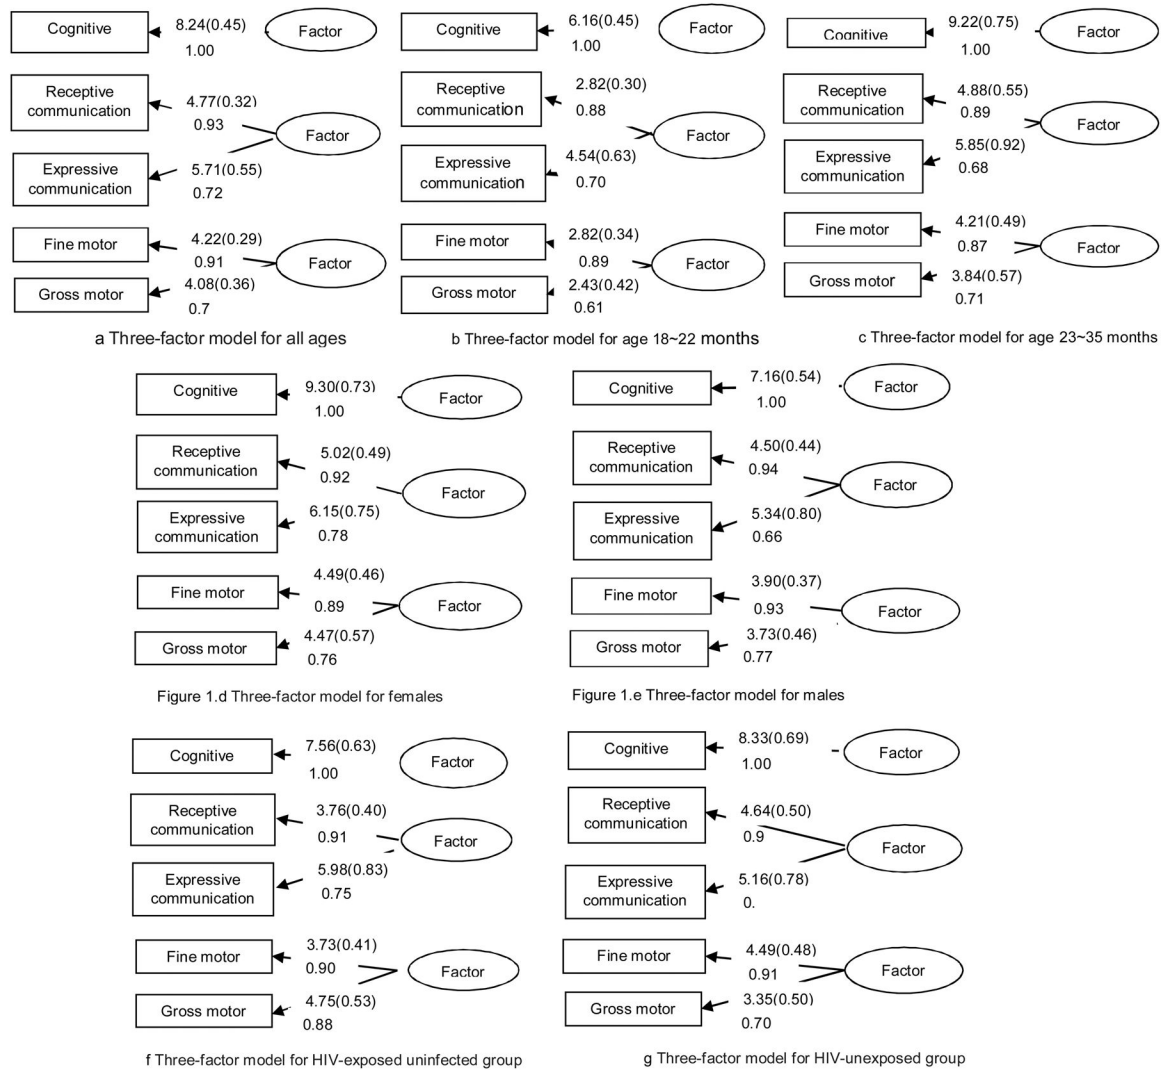 Cognitive
8.24(0.45)
1.00
Factor
Receptive
communication
4.77(0.32)
0.93
Factor
Expressive
communication
5.71(0.55)
0.72
Fine motor
4.22(0.29)
0.91
Factor
Gross motor
4.08(0.36)
0.7
a Three-factor model for all ages
Cognitive
6.16(0.45)
1.00
Factor
Receptive
communication
2.82(0.30)
0.88
Factor
Expressive
communication
4.54(0.63)
0.70
Fine motor
2.82(0.34)
0.89
Factor
Gross motor
2.43(0.42)
0.61
b Three-factor model for age 18~22 months
Cognitive
9.22(0.75)
1.00
Factor
Receptive
communication
4.88(0.55)
0.89
Factor
Expressive
communication
5.85(0.92)
0.68
Fine motor
4.21(0.49)
0.87
Factor
Gross motor
3.84(0.57)
0.71
c Three-factor model for age 23~35 months
Cognitive
9.30(0.73)
1.00
Factor
Receptive
communication
5.02(0.49)
0.92
Factor
Expressive
communication
6.15(0.75)
0.78
Fine motor
4.49(0.46)
0.89
Factor
Gross motor
4.47(0.57)
0.76
Figure 1.d Three-factor model for females
Cognitive
7.16(0.54)
1.00
Factor
Receptive
communication
4.50(0.44)
0.94
Factor
Expressive
communication
5.34(0.80)
0.66
Fine motor
3.90(0.37)
0.93
Factor
Gross motor
3.73(0.46)
0.77
Figure 1.e Three-factor model for males
Cognitive
7.56(0.63)
1.00
Factor
Receptive
communication
3.76(0.40)
0.91
Factor
Expressive
communication
5.98(0.83)
0.75
Fine motor
3.73(0.41)
0.90
Factor
Gross motor
4.75(0.53)
0.88
f Three-factor model for HIV-exposed uninfected group
Cognitive
8.33(0.69)
1.00
Factor
Receptive
communication
4.64(0.50)
0.9
Factor
Expressive
communication
5.16(0.78)
0.
Fine motor
4.49(0.48)
0.91
Factor
Gross motor
3.35(0.50)
0.70
g Three-factor model for HIV-unexposed group